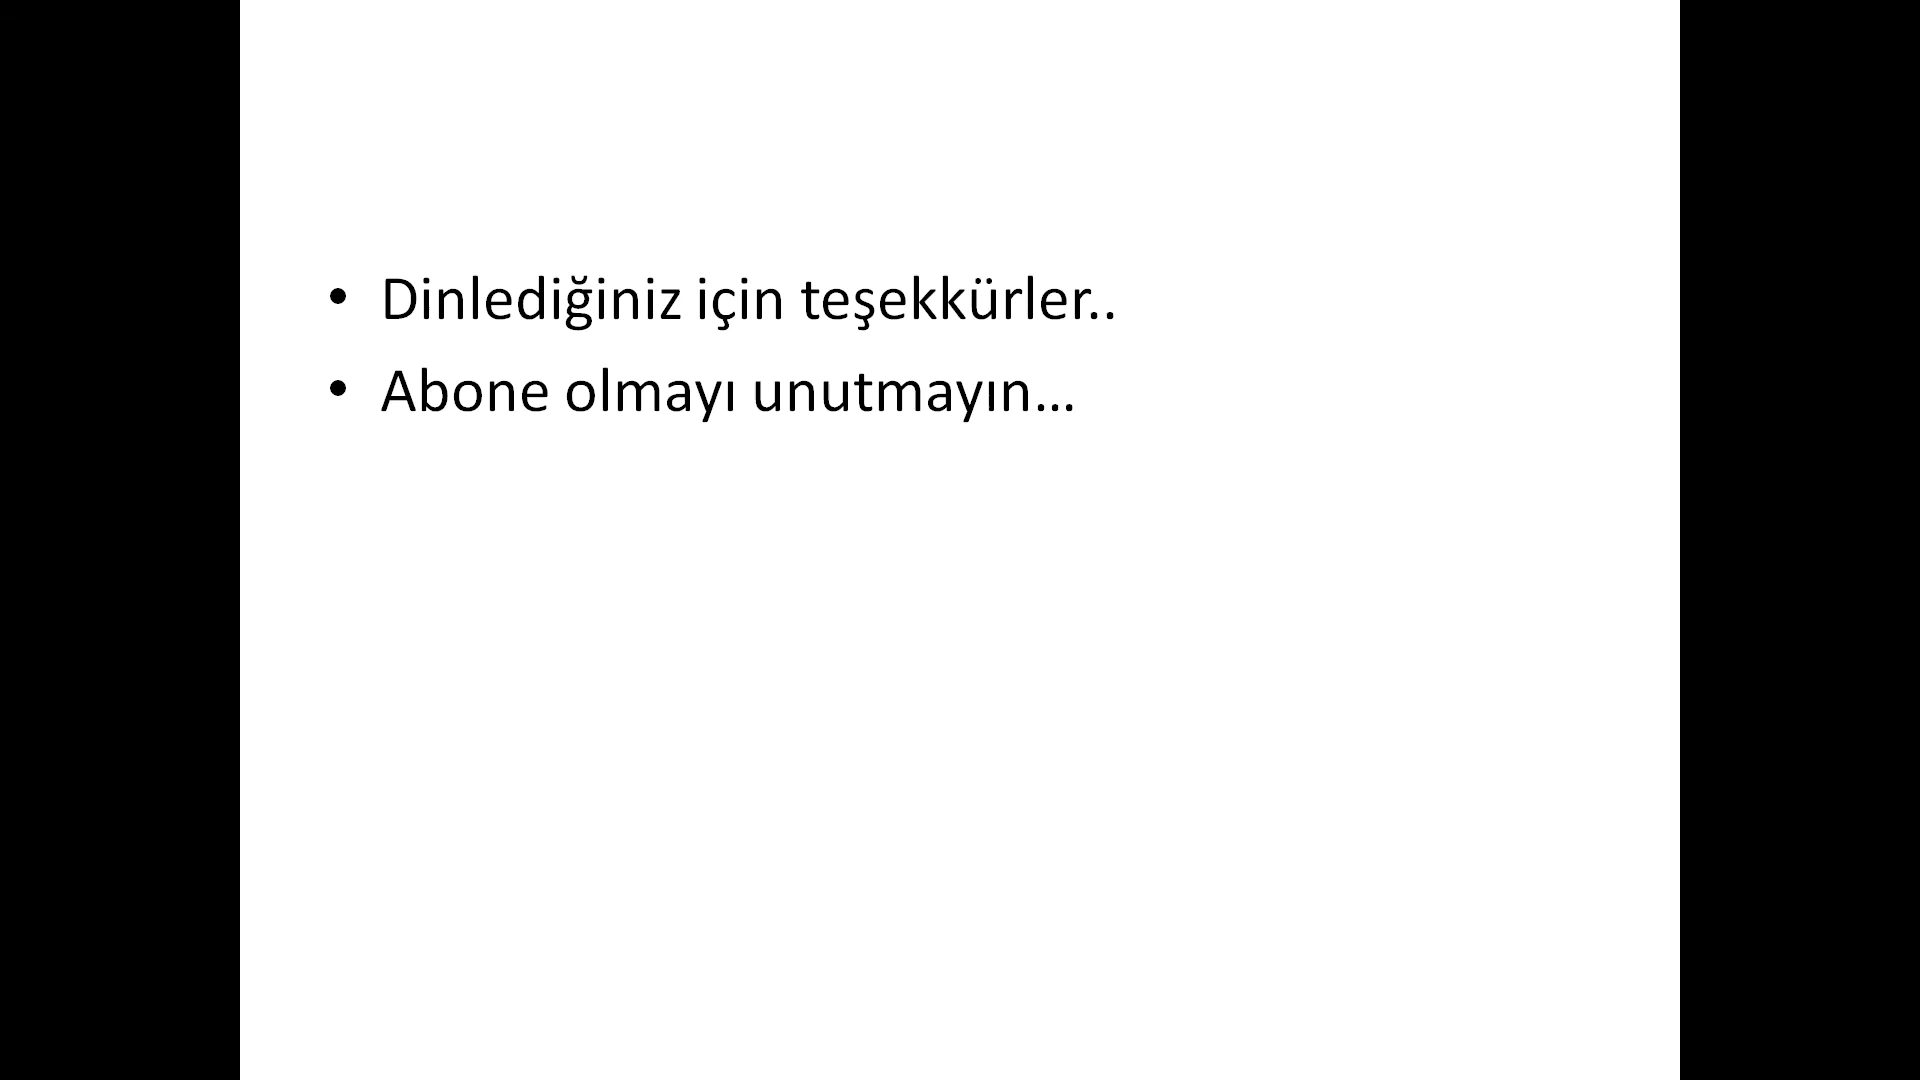 • Dinlediğiniz için teşekkürler..
• Abone olmayı unutmayın...